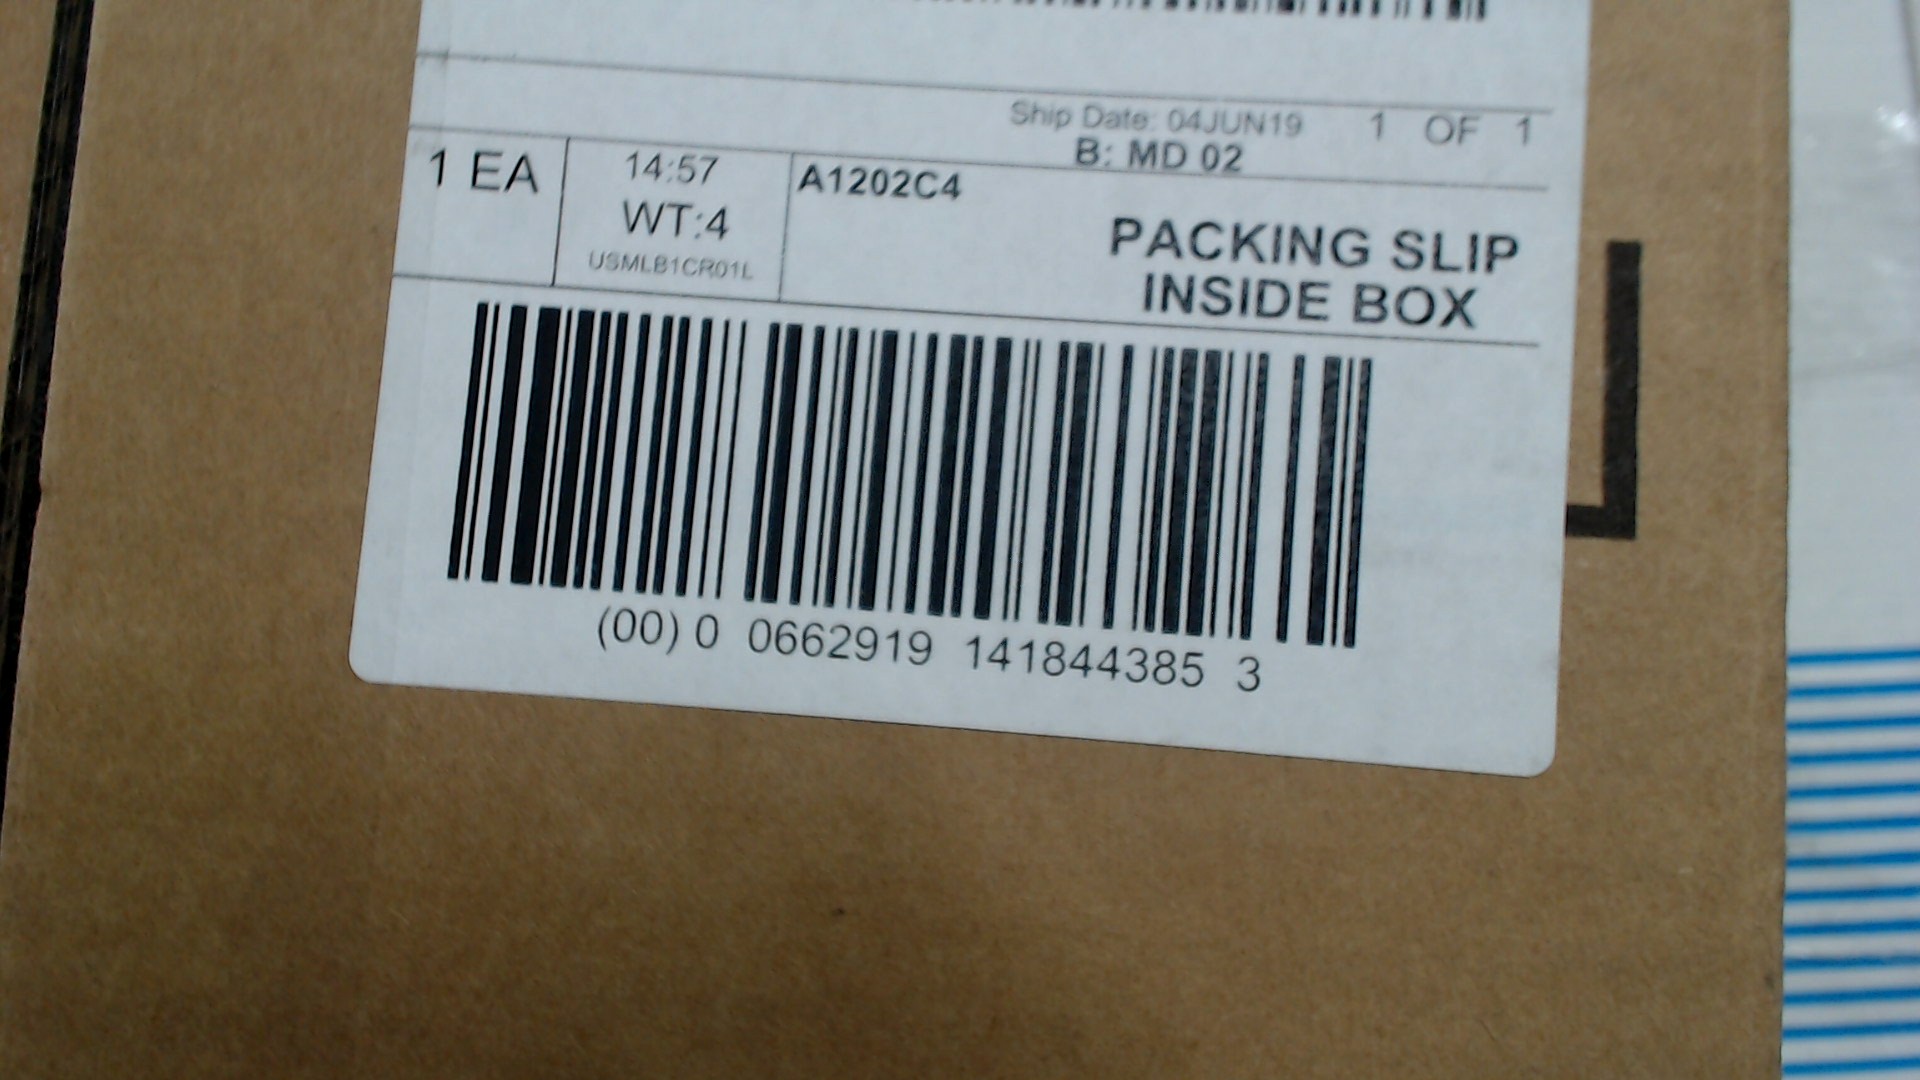 Ship Date: 04JUN19 1 OF 1
B: MD 02
1 EA
14:57
WT:4
USMLB1CR01L
A1202C4
PACKING SLIP
INSIDE BOX
(00) 0 0662919 141844385 3